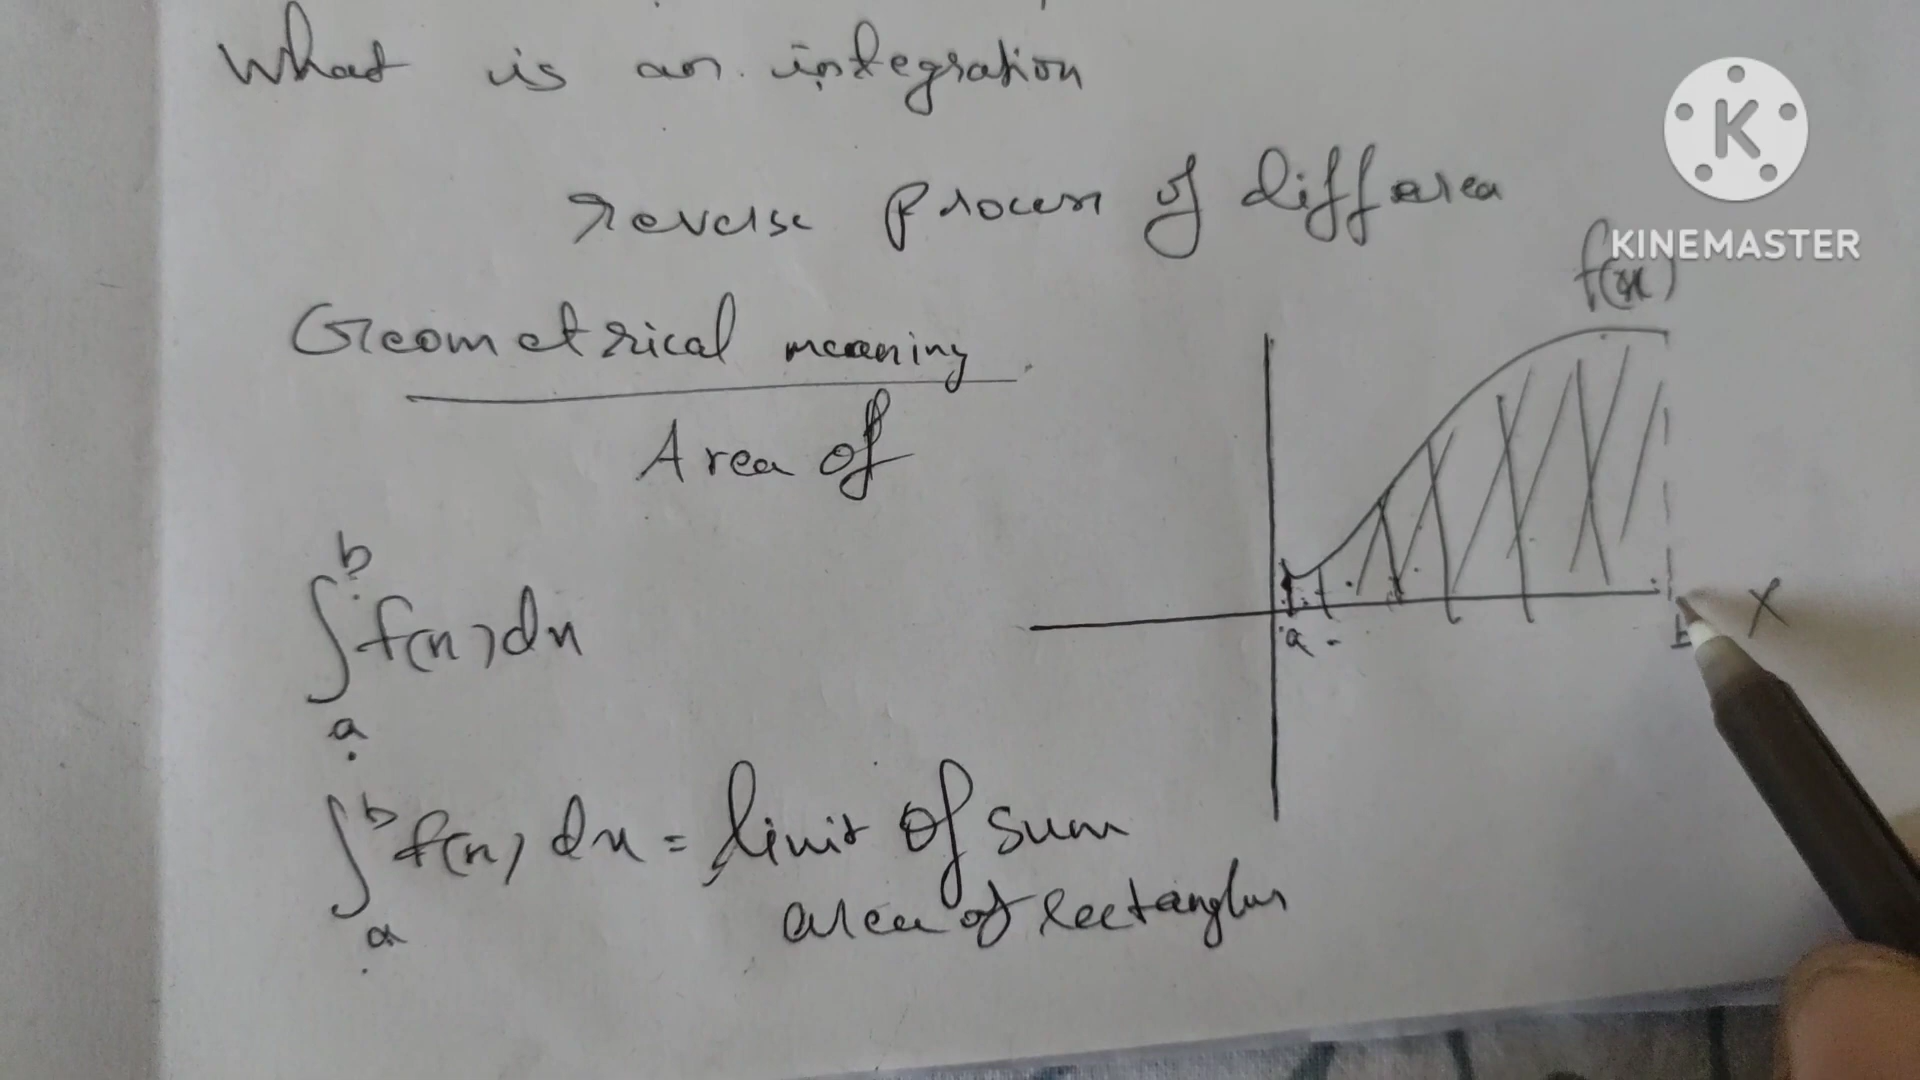 What is an integration
reverse process of differea
Geometrical meaning
Area of
∫ₐᵇ f(x) dx
∫ₐᵇ f(x) dx = limit of sum
area of rectangles
f(x)
a
b
X
K
KINEMASTER